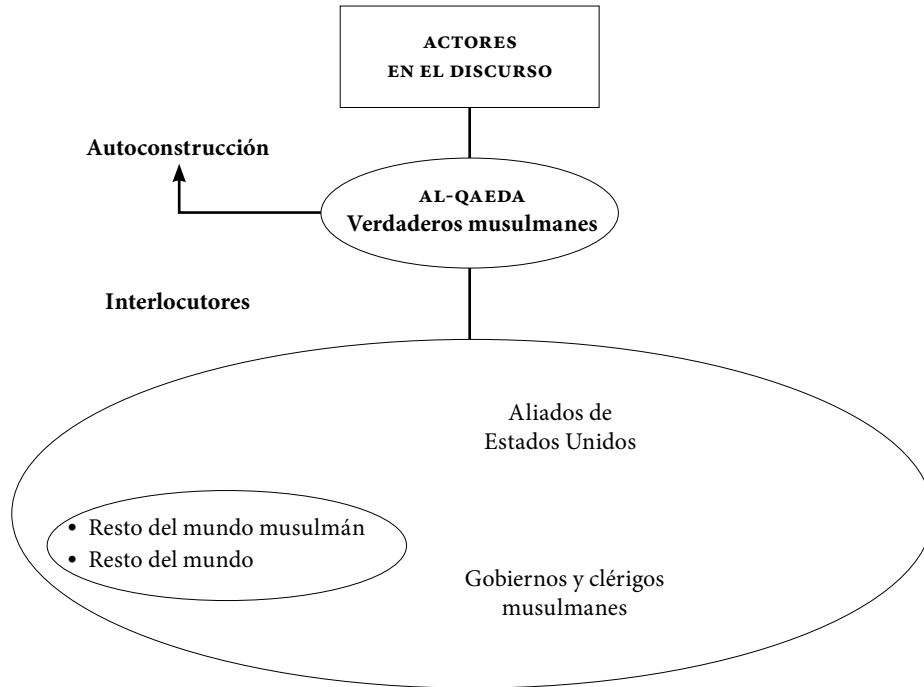 ACTORES
EN EL DISCURSO
Autoconstrucción
AL-QAEDA
Verdaderos musulmanes
Interlocutores
Aliados de
Estados Unidos
• Resto del mundo musulmán
• Resto del mundo
Gobiernos y clérigos
musulmanes